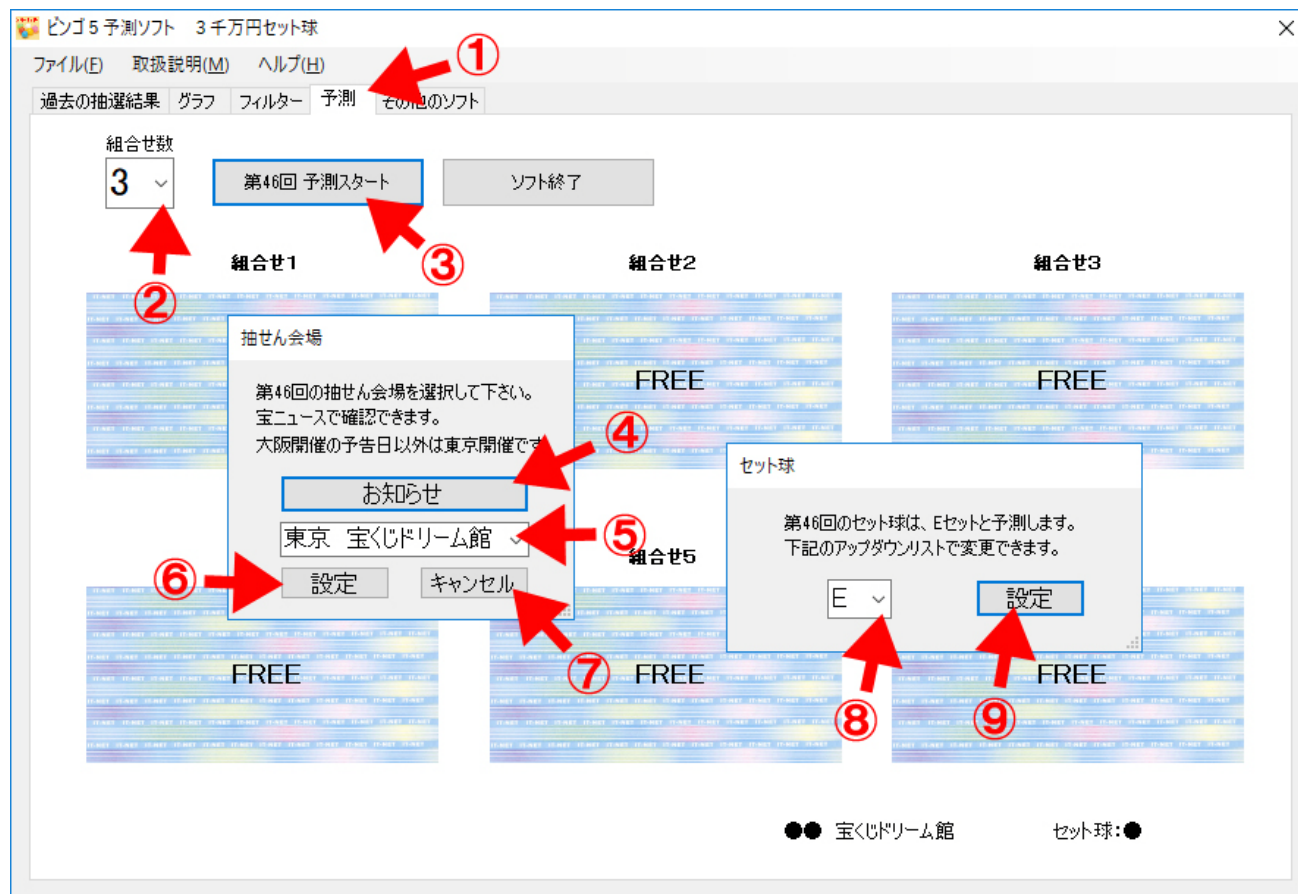 ビンゴ5予測ソフト 3千万円セット球
ファイル(F) 取扱説明(M) ヘルプ(H)
①
過去の抽選結果 グラフ フィルター 予測 その他のソフト
組合せ数
3 第46回 予測スタート ソフト終了
②
③
組合せ1 組合せ2 組合せ3
抽せん会場
第46回の抽せん会場を選択して下さい。
宝ニュースで確認できます。
大阪開催の予告日以外は東京開催です
お知らせ
④
東京 宝くじドリーム館
⑤
設定 キャンセル
⑥
⑦
FREE FREE
セット球
第46回のセット球は、Eセットと予測します。
下記のアップダウンリストで変更できます。
E 設定
⑧
⑨
組合せ5
FREE FREE FREE
●● 宝くじドリーム館 セット球:●